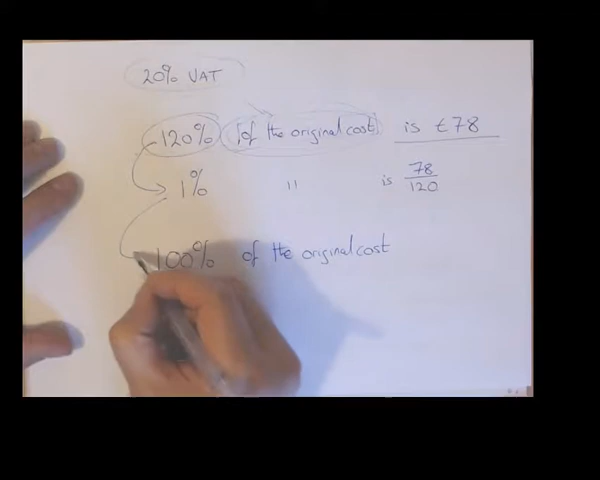 20% VAT
120% [of the original cost] is £78
1% " is 78/120
100% of the original cost